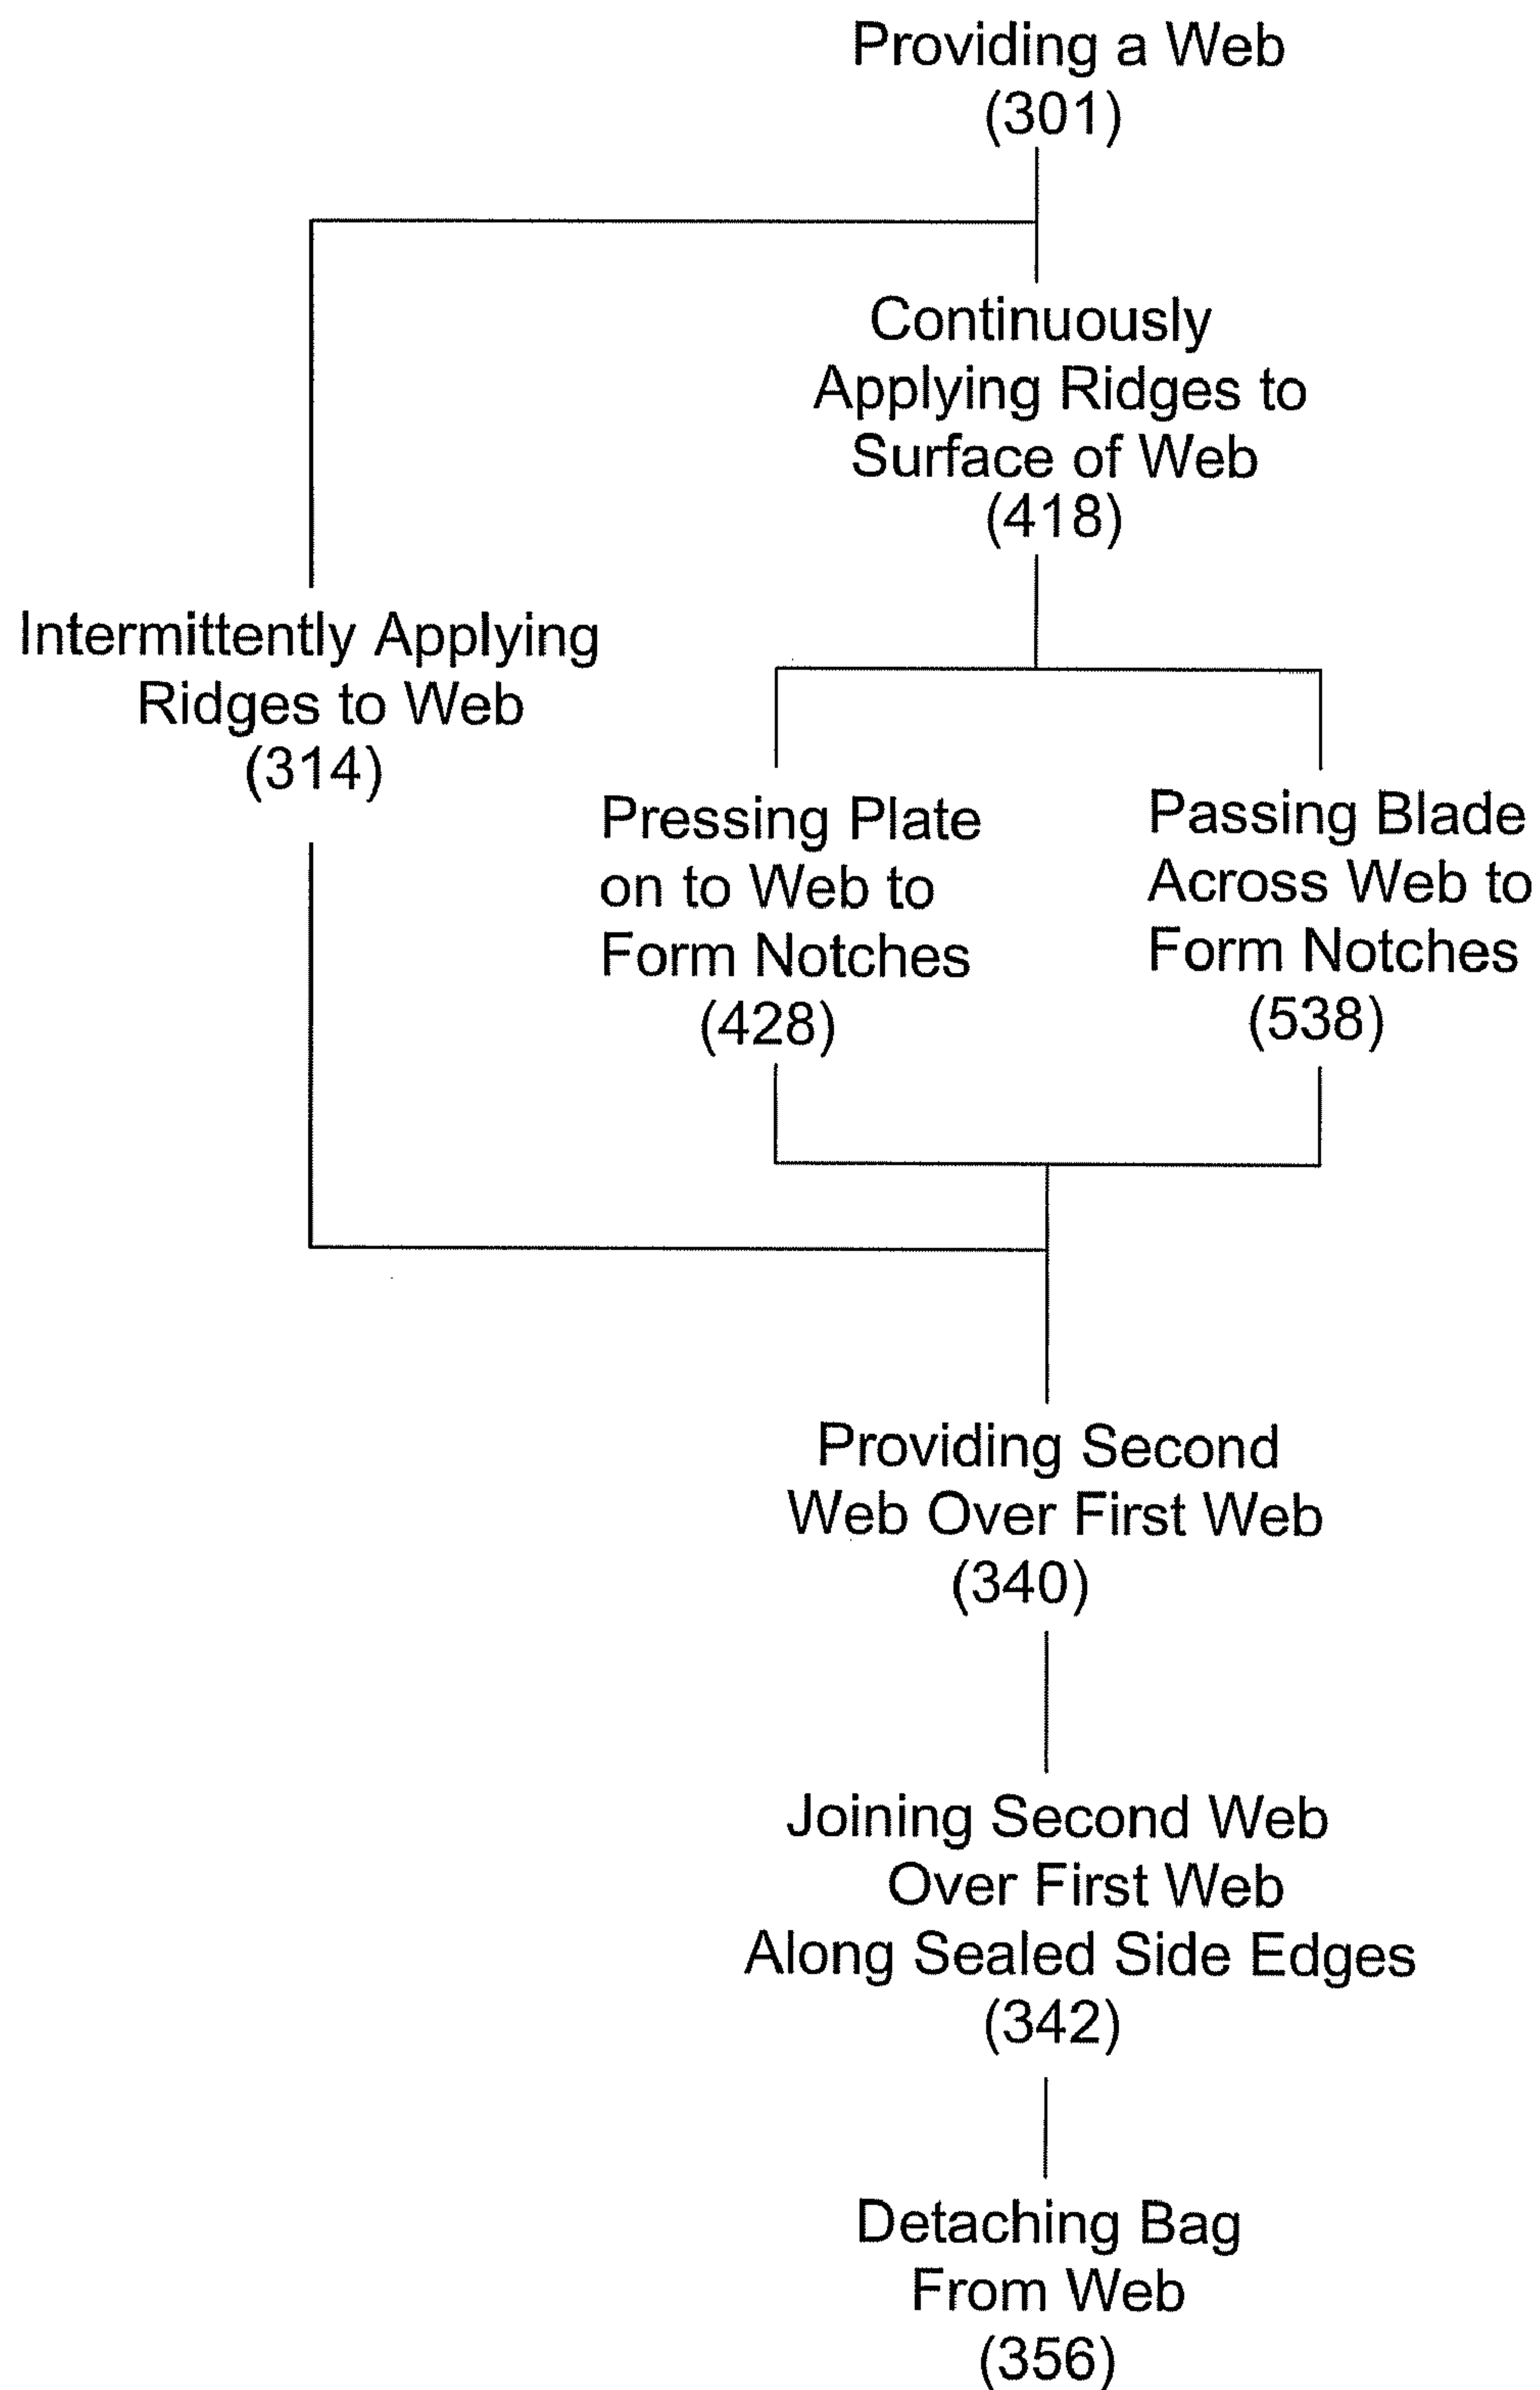 Providing a Web
(301)
Continuously
Applying Ridges to
Surface of Web
(418)
Intermittently Applying
Ridges to Web
(314)
Pressing Plate
on to Web to
Form Notches
(428)
Passing Blade
Across Web to
Form Notches
(538)
Providing Second
Web Over First Web
(340)
Joining Second Web
Over First Web
Along Sealed Side Edges
(342)
Detaching Bag
From Web
(356)